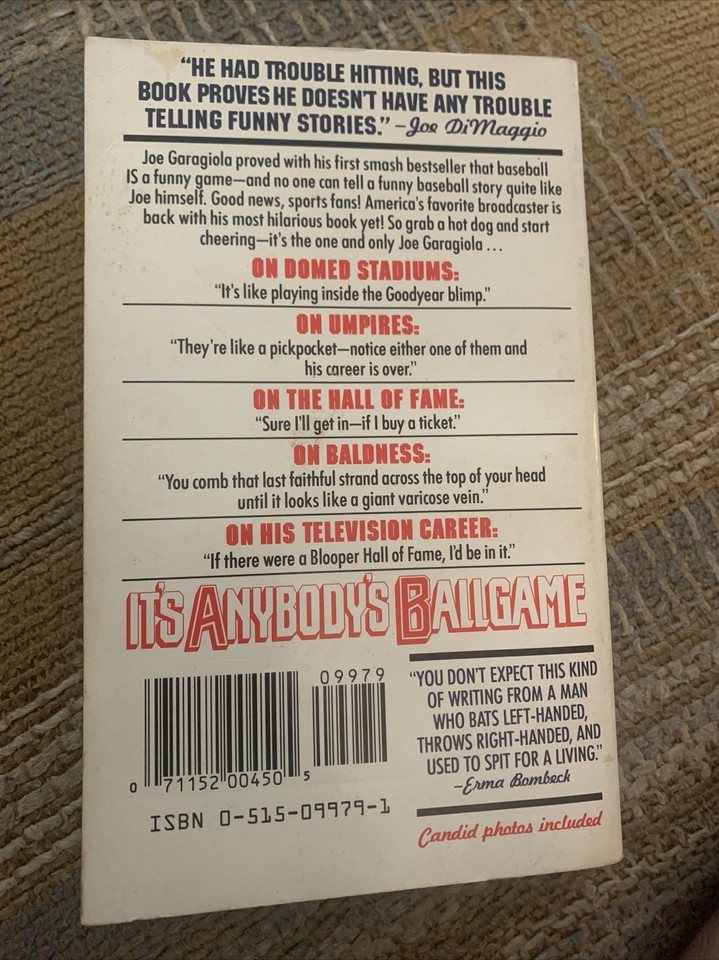 “HE HAD TROUBLE HITTING, BUT THIS
BOOK PROVES HE DOESN'T HAVE ANY TROUBLE
TELLING FUNNY STORIES.” –Joe DiMaggio
Joe Garagiola proved with his first smash bestseller that baseball
IS a funny game—and no one can tell a funny baseball story quite like
Joe himself. Good news, sports fans! America's favorite broadcaster is
back with his most hilarious book yet! So grab a hot dog and start
cheering—it's the one and only Joe Garagiola ...
ON DOMED STADIUMS:
“It's like playing inside the Goodyear blimp.”
ON UMPIRES:
“They're like a pickpocket—notice either one of them and
his career is over.”
ON THE HALL OF FAME:
“Sure I'll get in—if I buy a ticket.”
ON BALDNESS:
“You comb that last faithful strand across the top of your head
until it looks like a giant varicose vein.”
ON HIS TELEVISION CAREER:
“If there were a Blooper Hall of Fame, I'd be in it.”
IT'S ANYBODY'S BALLGAME
09979
0 71152 00450 5
ISBN 0-515-09979-1
“YOU DON'T EXPECT THIS KIND
OF WRITING FROM A MAN
WHO BATS LEFT-HANDED,
THROWS RIGHT-HANDED, AND
USED TO SPIT FOR A LIVING.”
–Erma Bombeck
Candid photos included